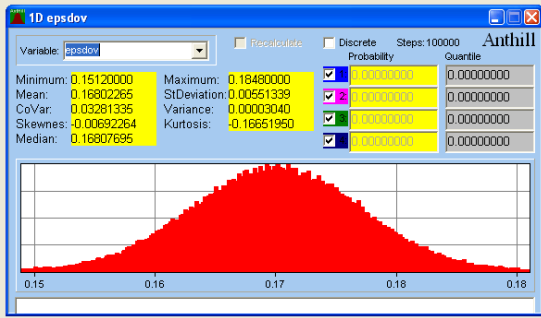 Anthill 1D epsdov
Variable: epsdov Recalculate Discrete Steps:100000 Anthill
Probability Quantile
Minimum: 0.15120000 Maximum: 0.18480000 1 0.00000000 0.00000000
Mean: 0.16802265 StDeviation: 0.00551339 2 0.00000000 0.00000000
CoVar: 0.03281335 Variance: 0.00003040 3 0.00000000 0.00000000
Skewnes: -0.00692264 Kurtosis: -0.16651950
Median: 0.16807695 0.00000000 0.00000000
0.15 0.16 0.17 0.18 0.18